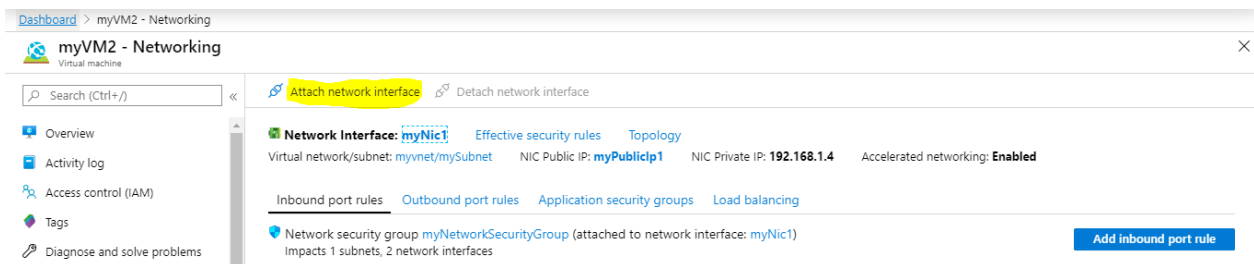 Dashboard > myVM2 - Networking
myVM2 - Networking
Virtual machine
Search (Ctrl+/)
«
Attach network interface
Detach network interface
Overview
Activity log
Access control (IAM)
Tags
Diagnose and solve problems
Network Interface: myNic1 Effective security rules Topology
Virtual network/subnet: myvnet/mySubnet NIC Public IP: myPublicIp1 NIC Private IP: 192.168.1.4 Accelerated networking: Enabled
Inbound port rules Outbound port rules Application security groups Load balancing
Network security group myNetworkSecurityGroup (attached to network interface: myNic1)
Impacts 1 subnets, 2 network interfaces
Add inbound port rule